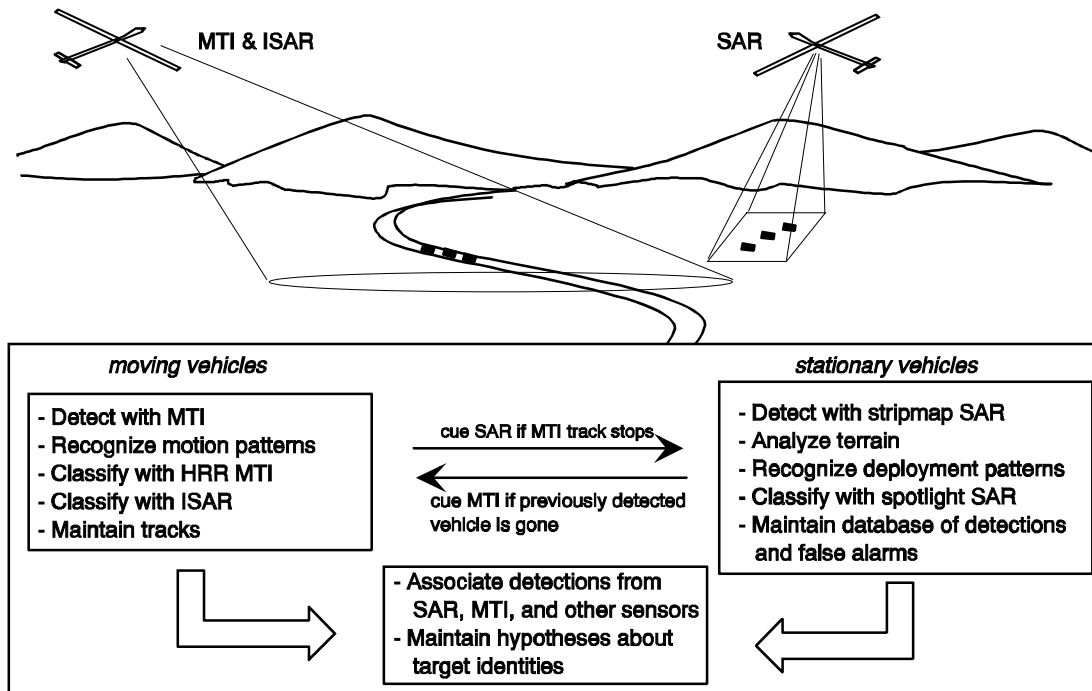 MTI & ISAR
SAR
moving vehicles
- Detect with MTI
- Recognize motion patterns
- Classify with HRR MTI
- Classify with ISAR
- Maintain tracks
cue SAR if MTI track stops
cue MTI if previously detected
vehicle is gone
stationary vehicles
- Detect with stripmap SAR
- Analyze terrain
- Recognize deployment patterns
- Classify with spotlight SAR
- Maintain database of detections
and false alarms
- Associate detections from
SAR, MTI, and other sensors
- Maintain hypotheses about
target identities